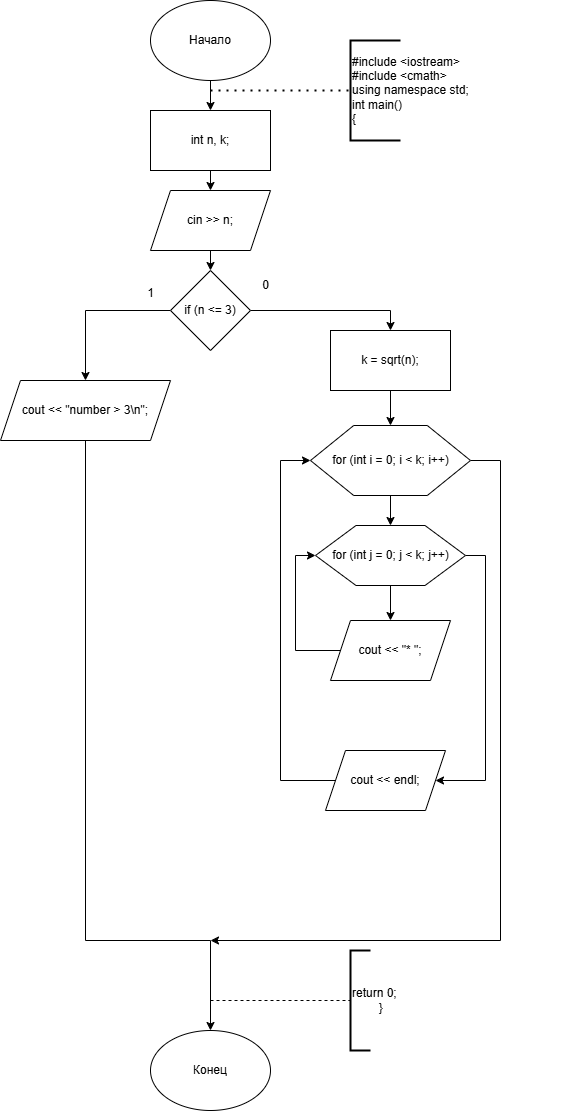 Начало
#include <iostream>
#include <cmath>
using namespace std;
int main()
{
int n, k;
cin >> n;
1
0
if (n <= 3)
k = sqrt(n);
cout << "number > 3\n";
for (int i = 0; i < k; i++)
for (int j = 0; j < k; j++)
cout << "* ";
cout << endl;
return 0;
}
Конец